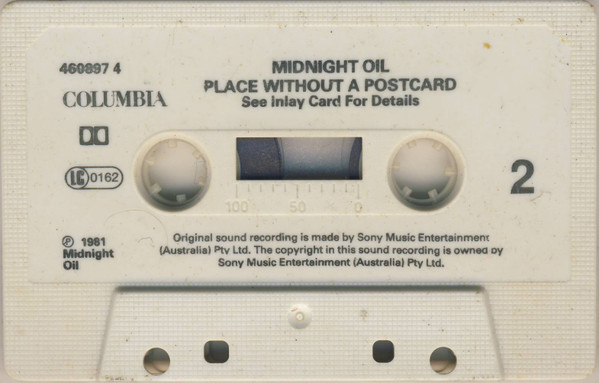 460897 4
MIDNIGHT OIL
PLACE WITHOUT A POSTCARD
See Inlay Card For Details
COLUMBIA
LC 0162
2
100 50 0
Ⓟ 1981
Midnight
Oil
Original sound recording is made by Sony Music Entertainment
(Australia) Pty Ltd. The copyright in this sound recording is owned by
Sony Music Entertainment (Australia) Pty Ltd.